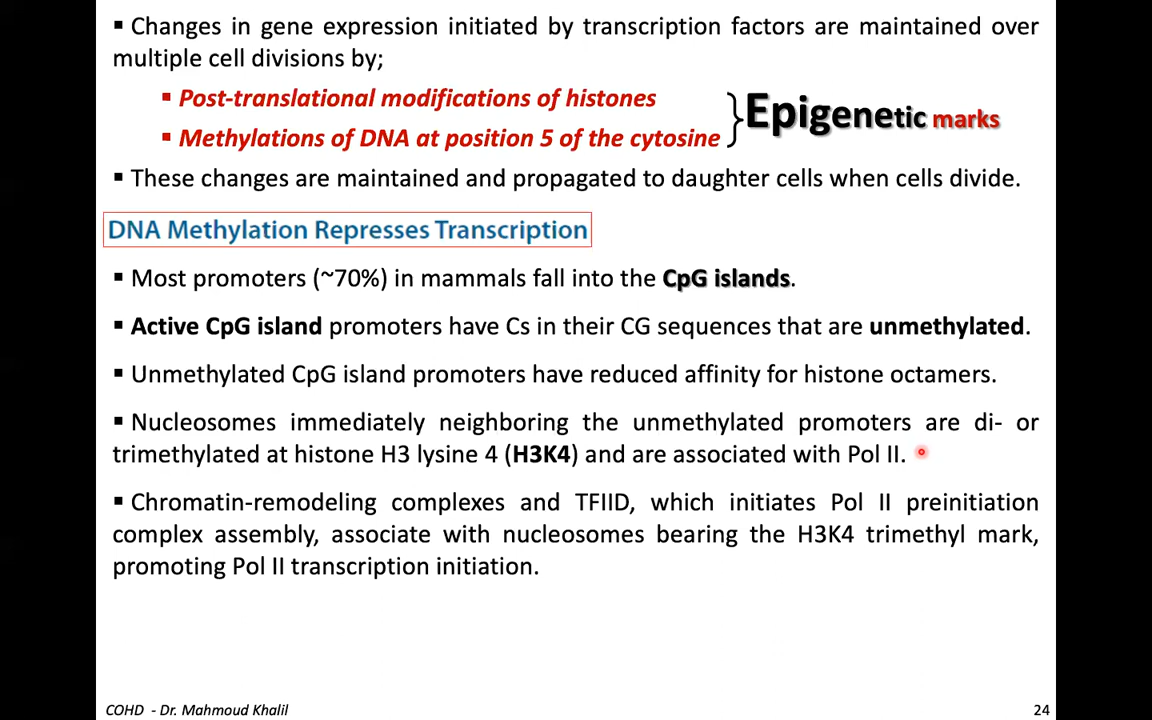 ▪ Changes in gene expression initiated by transcription factors are maintained over
multiple cell divisions by;
▪ Post-translational modifications of histones
▪ Methylations of DNA at position 5 of the cytosine
}Epigenetic marks
▪ These changes are maintained and propagated to daughter cells when cells divide.
DNA Methylation Represses Transcription
▪ Most promoters (~70%) in mammals fall into the CpG islands.
▪ Active CpG island promoters have Cs in their CG sequences that are unmethylated.
▪ Unmethylated CpG island promoters have reduced affinity for histone octamers.
▪ Nucleosomes immediately neighboring the unmethylated promoters are di- or
trimethylated at histone H3 lysine 4 (H3K4) and are associated with Pol II.
▪ Chromatin-remodeling complexes and TFIID, which initiates Pol II preinitiation
complex assembly, associate with nucleosomes bearing the H3K4 trimethyl mark,
promoting Pol II transcription initiation.
COHD - Dr. Mahmoud Khalil
24